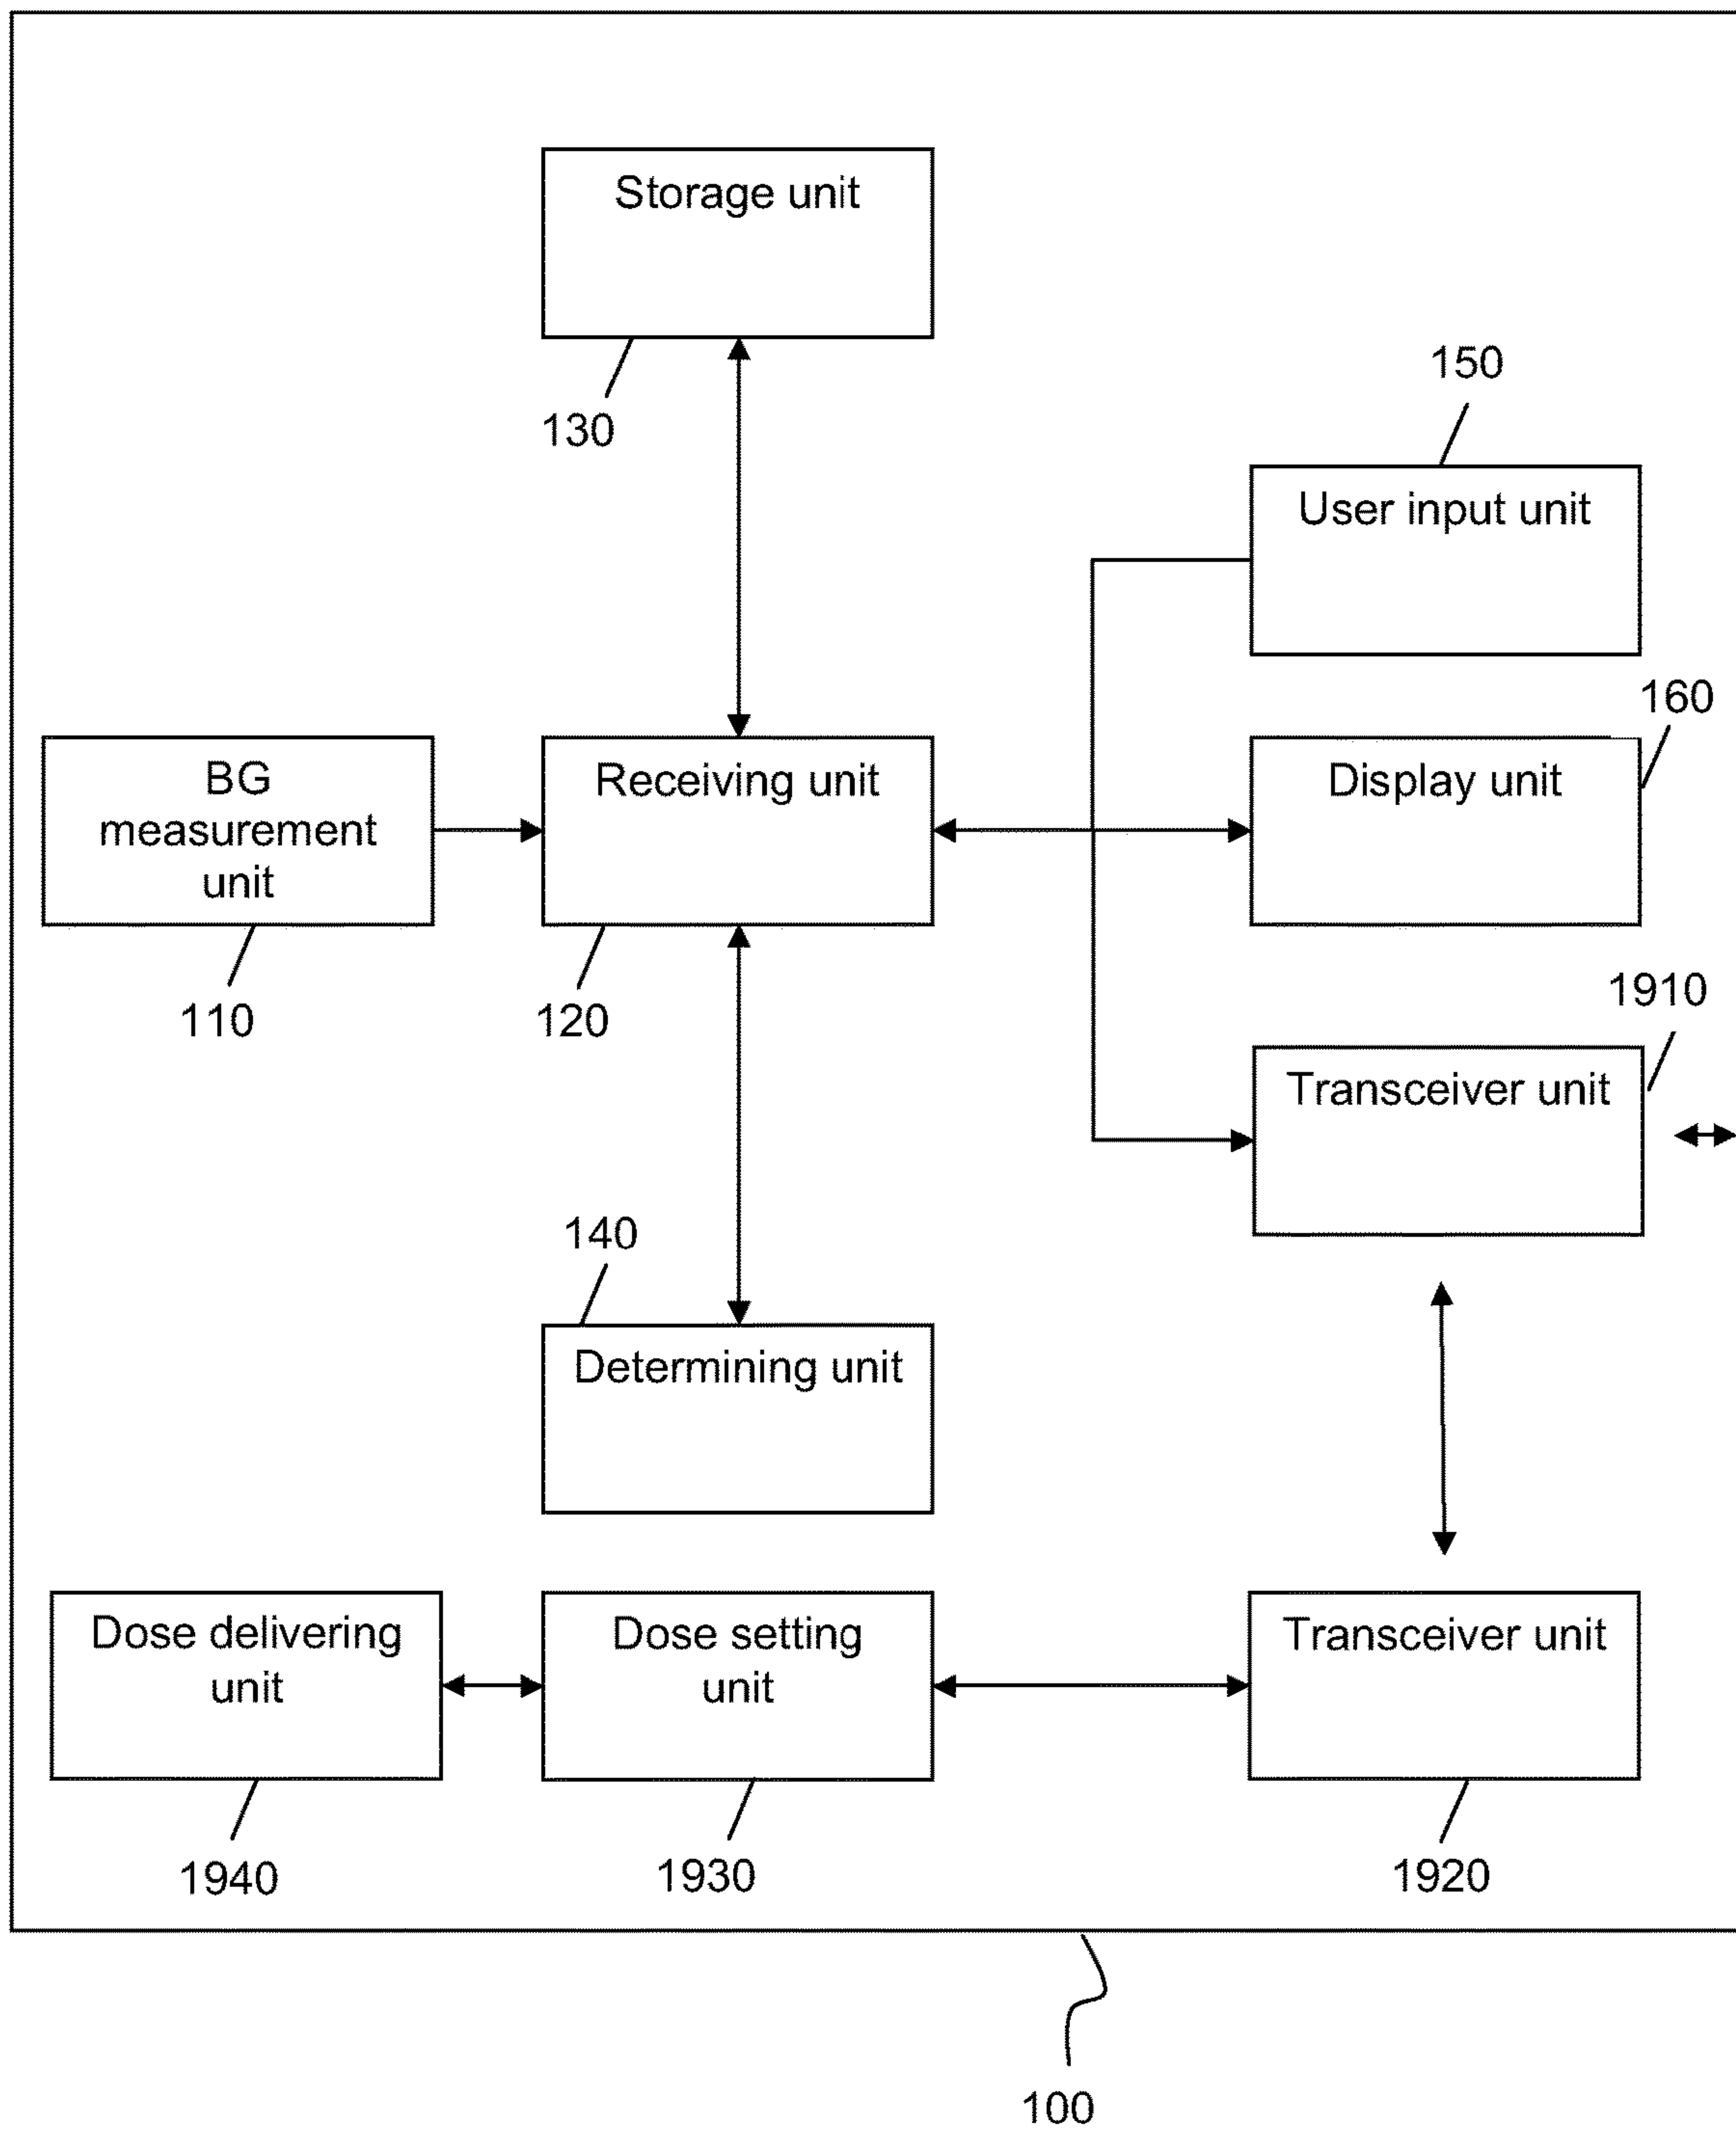 Storage unit
130
150
User input unit
160
BG
measurement
unit
110
Receiving unit
120
Display unit
1910
Transceiver unit
140
Determining unit
Dose delivering
unit
1940
Dose setting
unit
1930
Transceiver unit
1920
100